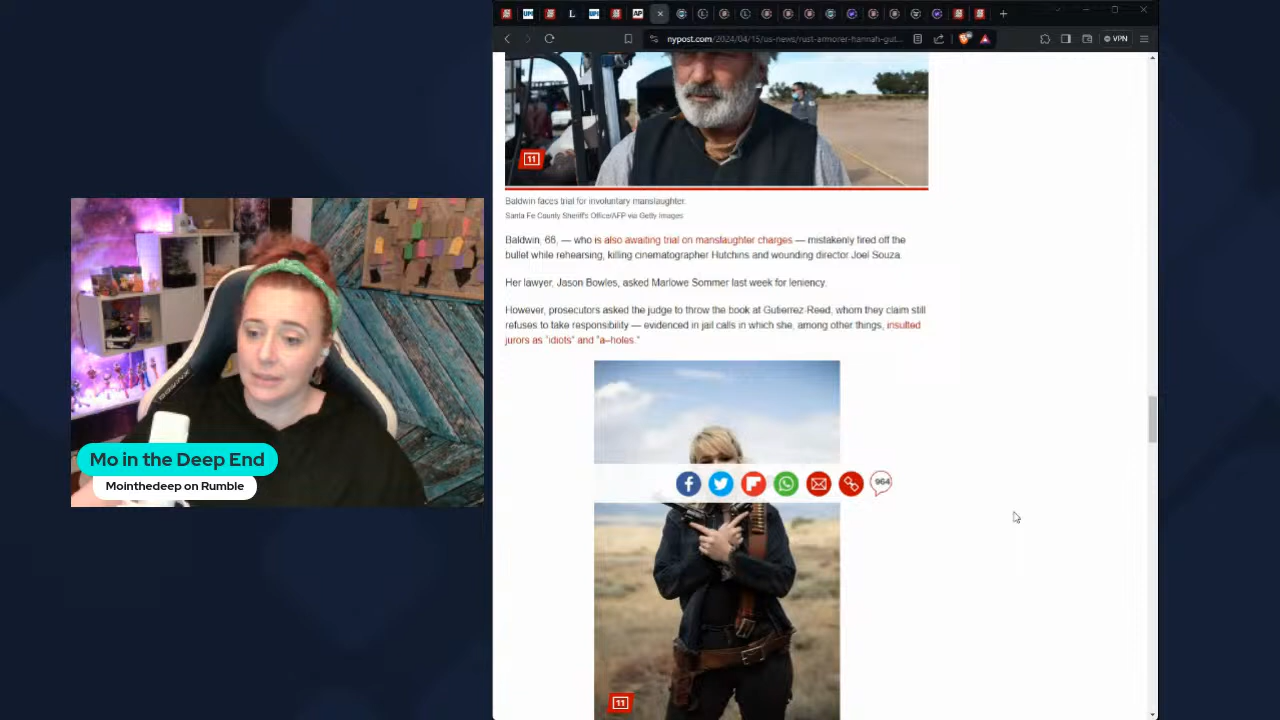 nypost.com/2024/04/15/us-news/rust-armorer-hannah-gut...
VPN
11
Baldwin faces trial for involuntary manslaughter.
Santa Fe County Sheriff's Officer/AFP via Getty Images
Baldwin, 66, — who is also awaiting trial on manslaughter charges — mistakenly fired off the
bullet while rehearsing, killing cinematographer Hutchins and wounding director Joel Souza.
Her lawyer, Jason Bowles, asked Marlowe Sommer last week for leniency.
However, prosecutors asked the judge to throw the book at Gutierrez-Reed, whom they claim still
refuses to take responsibility — evidenced in jail calls in which she, among other things, insulted
jurors as "idiots" and "a–holes."
964
11
Mo in the Deep End
Mointhedeep on Rumble